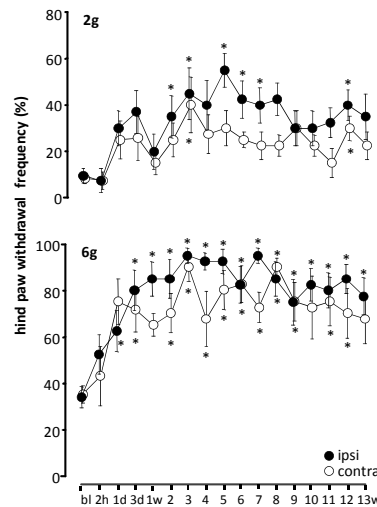 2g
80
60
40
20
0
6g
100
80
60
40
20
0
hind paw withdrawal frequency (%)
* * * * * * * *
* * * * * * * * * * * * * * * * * * * * *
ipsi
contra
bl 2h 1d 3d 1w 2 3 4 5 6 7 8 9 10 11 12 13w